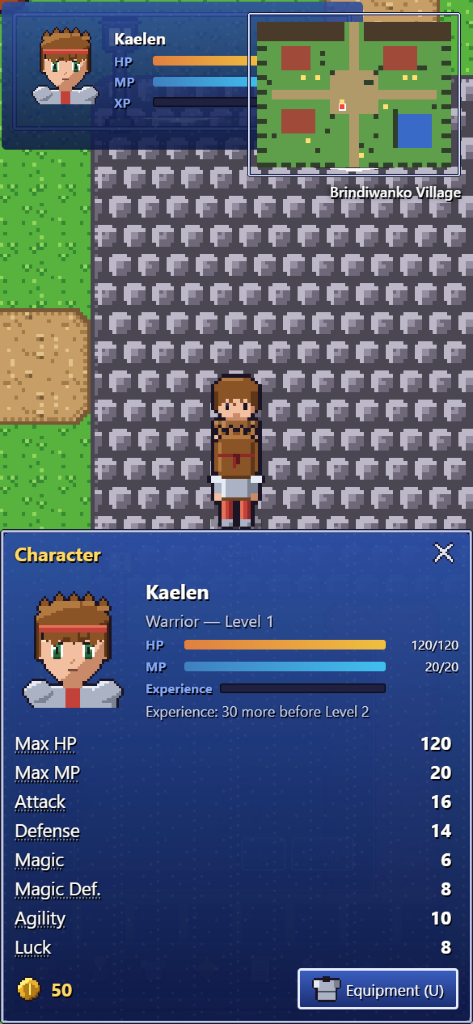 Kaelen
HP
MP
XP
Brindiwanko Village
Character
Kaelen
Warrior — Level 1
HP 120/120
MP 20/20
Experience
Experience: 30 more before Level 2
Max HP 120
Max MP 20
Attack 16
Defense 14
Magic 6
Magic Def. 8
Agility 10
Luck 8
50
Equipment (U)